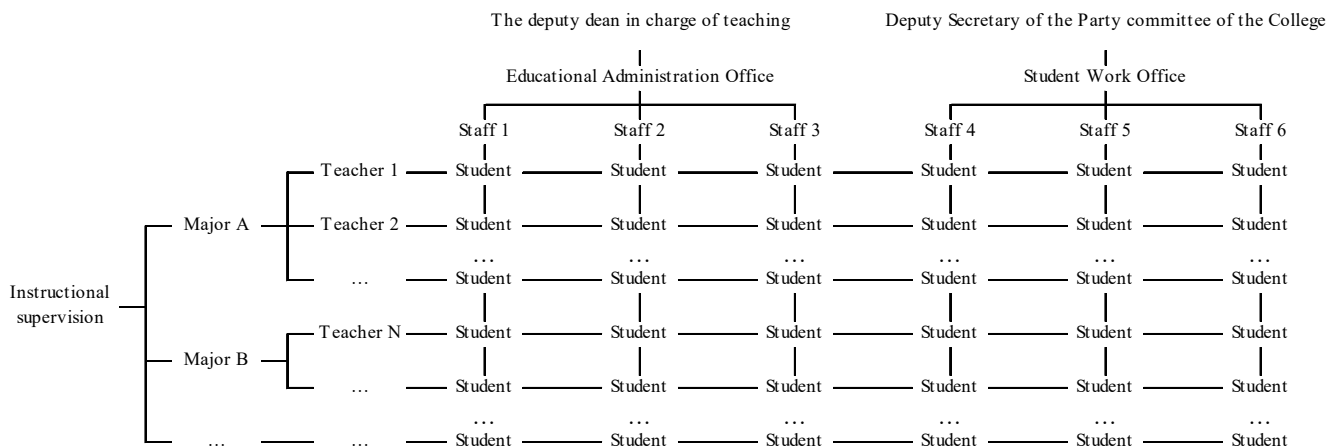 The deputy dean in charge of teaching Deputy Secretary of the Party committee of the College
Educational Administration Office Student Work Office
Staff 1 Staff 2 Staff 3 Staff 4 Staff 5 Staff 6
Teacher 1 Student Student Student Student Student Student
Major A Teacher 2 Student Student Student Student Student Student
... ... ... ... ... ...
... Student Student Student Student Student Student
Instructional
supervision
Teacher N Student Student Student Student Student Student
Major B
... Student Student Student Student Student Student
... ... ... ... ... ...
... ... Student Student Student Student Student Student